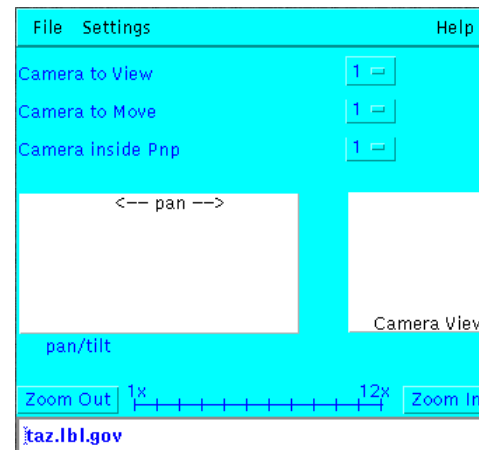 File Settings Help
Camera to View 1
Camera to Move 1
Camera inside Pnp 1
<-- pan -->
Camera View
pan/tilt
Zoom Out 1x 12x Zoom In
taz.lbl.gov